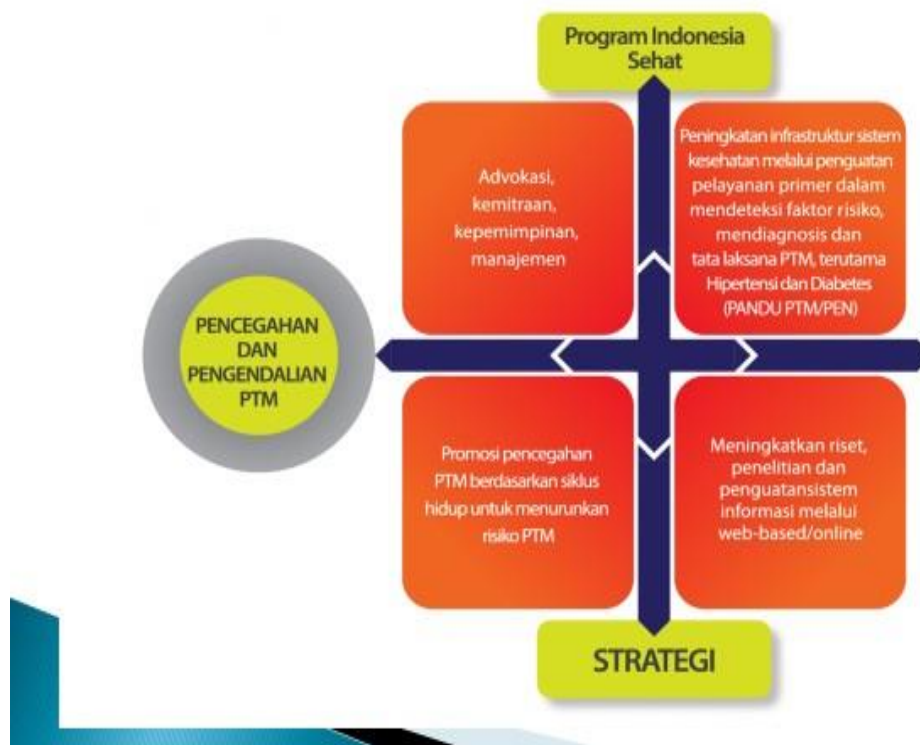 Program Indonesia
Sehat
Advokasi,
kemitraan,
kepemimpinan,
manajemen
Peningkatan infrastruktur sistem
kesehatan melalui penguatan
pelayanan primer dalam
mendeteksi faktor risiko,
mendiagnosis dan
tata laksana PTM, terutama
Hipertensi dan Diabetes
(PANDU PTM/PEN)
PENCEGAHAN
DAN
PENGENDALIAN
PTM
Promosi pencegahan
PTM berdasarkan siklus
hidup untuk menurunkan
risiko PTM
Meningkatkan riset,
penelitian dan
penguatansistem
informasi melalui
web-based/online
STRATEGI